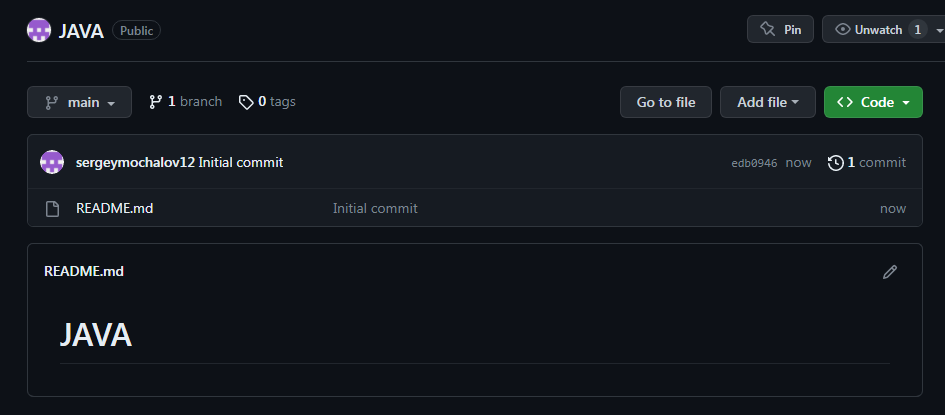 JAVA Public Pin Unwatch 1
main 1 branch 0 tags Go to file Add file Code
sergeymochalov12 Initial commit edb0946 now 1 commit
README.md Initial commit now
README.md
JAVA